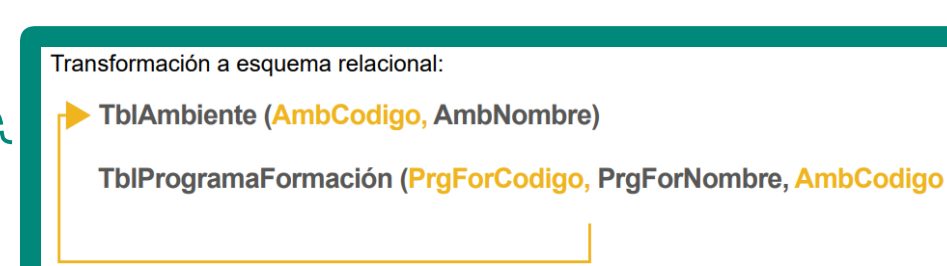 Transformación a esquema relacional:
TblAmbiente (AmbCodigo, AmbNombre)
TblProgramaFormación (PrgForCodigo, PrgForNombre, AmbCodigo